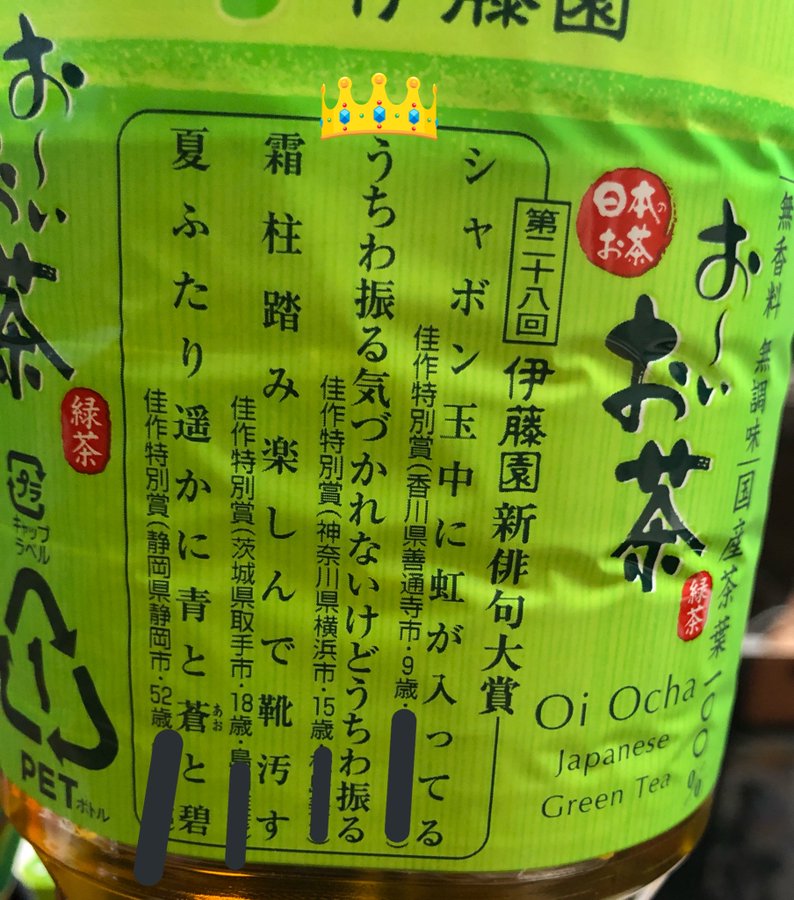 伊藤園
無香料 無調味
国産茶葉一〇〇%
日本の
お茶
お〜いお茶
緑茶
Oi Ocha
Japanese
Green Tea
第二十八回 伊藤園新俳句大賞
シャボン玉中に虹が入ってる
佳作特別賞(香川県善通寺市・9歳・
うちわ振る気づかれないけどうちわ振る
佳作特別賞(神奈川県横浜市・15歳・
霜柱踏み楽しんで靴汚す
佳作特別賞(茨城県取手市・18歳・
夏ふたり遥かに青と蒼と碧
あお
佳作特別賞(静岡県静岡市・52歳
お〜いお茶
緑茶
プラ
キャップ
ラベル
1
PETボトル